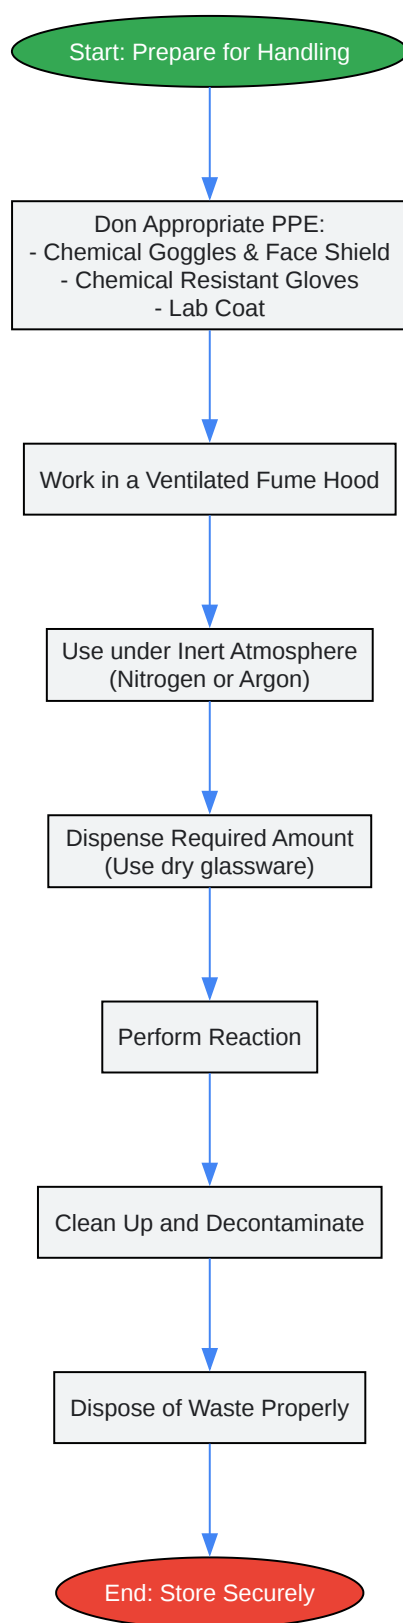 Start: Prepare for Handling
Don Appropriate PPE:
- Chemical Goggles & Face Shield
- Chemical Resistant Gloves
- Lab Coat
Work in a Ventilated Fume Hood
Use under Inert Atmosphere
(Nitrogen or Argon)
Dispense Required Amount
(Use dry glassware)
Perform Reaction
Clean Up and Decontaminate
Dispose of Waste Properly
End: Store Securely